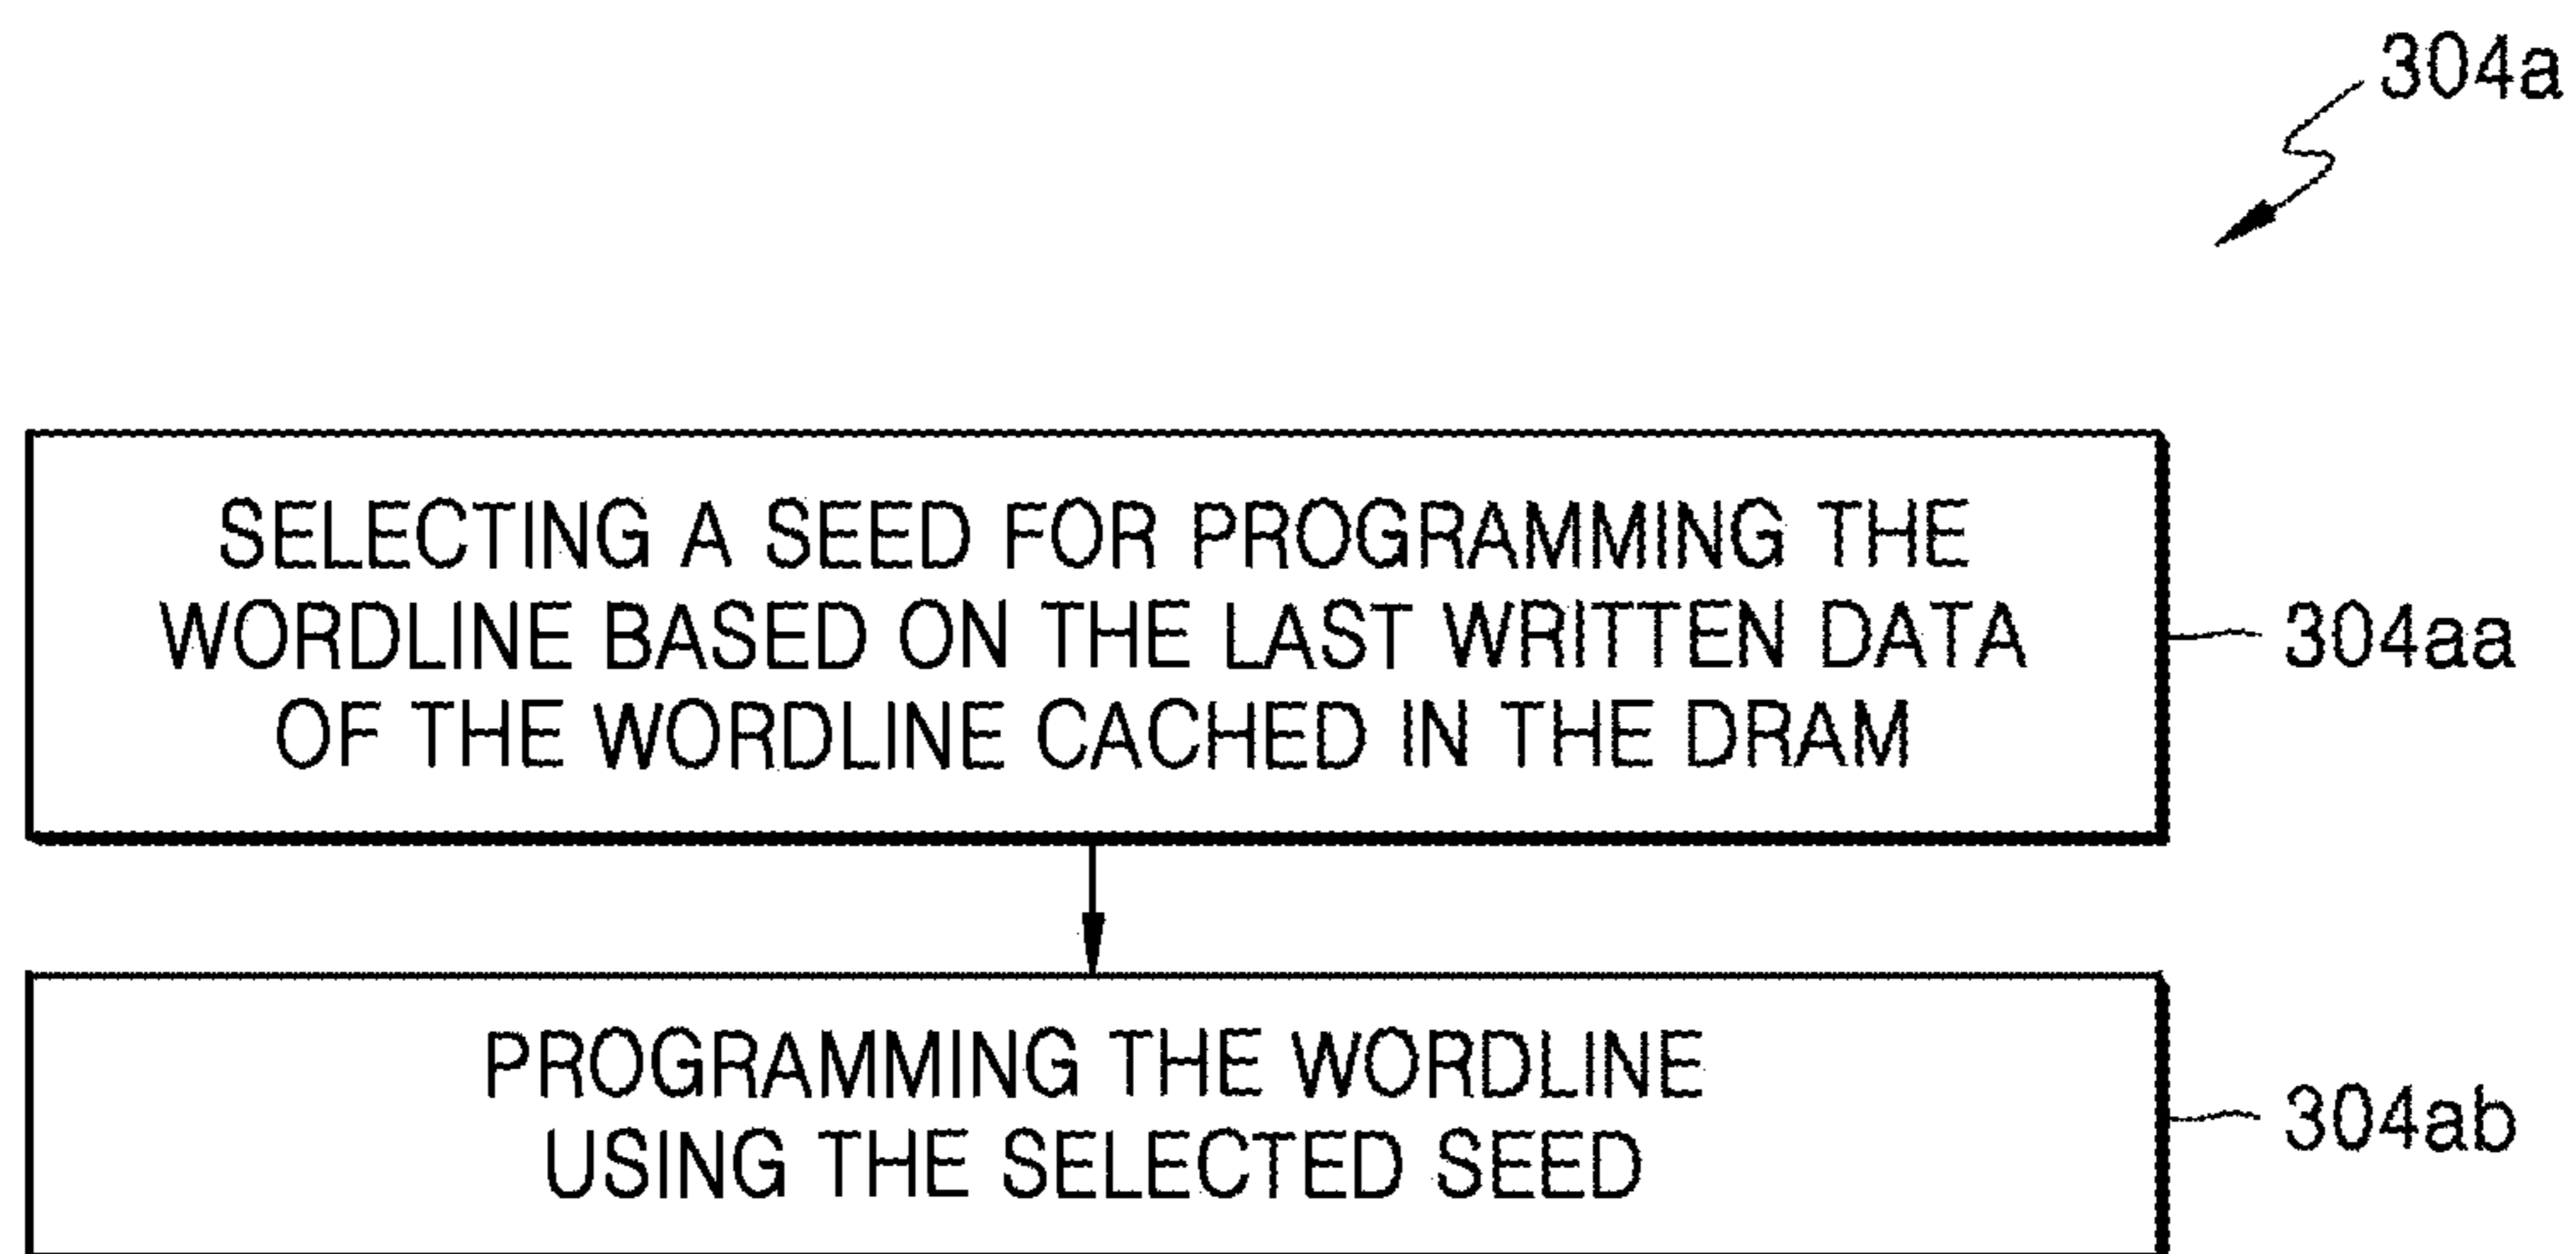 304a
SELECTING A SEED FOR PROGRAMMING THE
WORDLINE BASED ON THE LAST WRITTEN DATA
OF THE WORDLINE CACHED IN THE DRAM
304aa
PROGRAMMING THE WORDLINE
USING THE SELECTED SEED
304ab